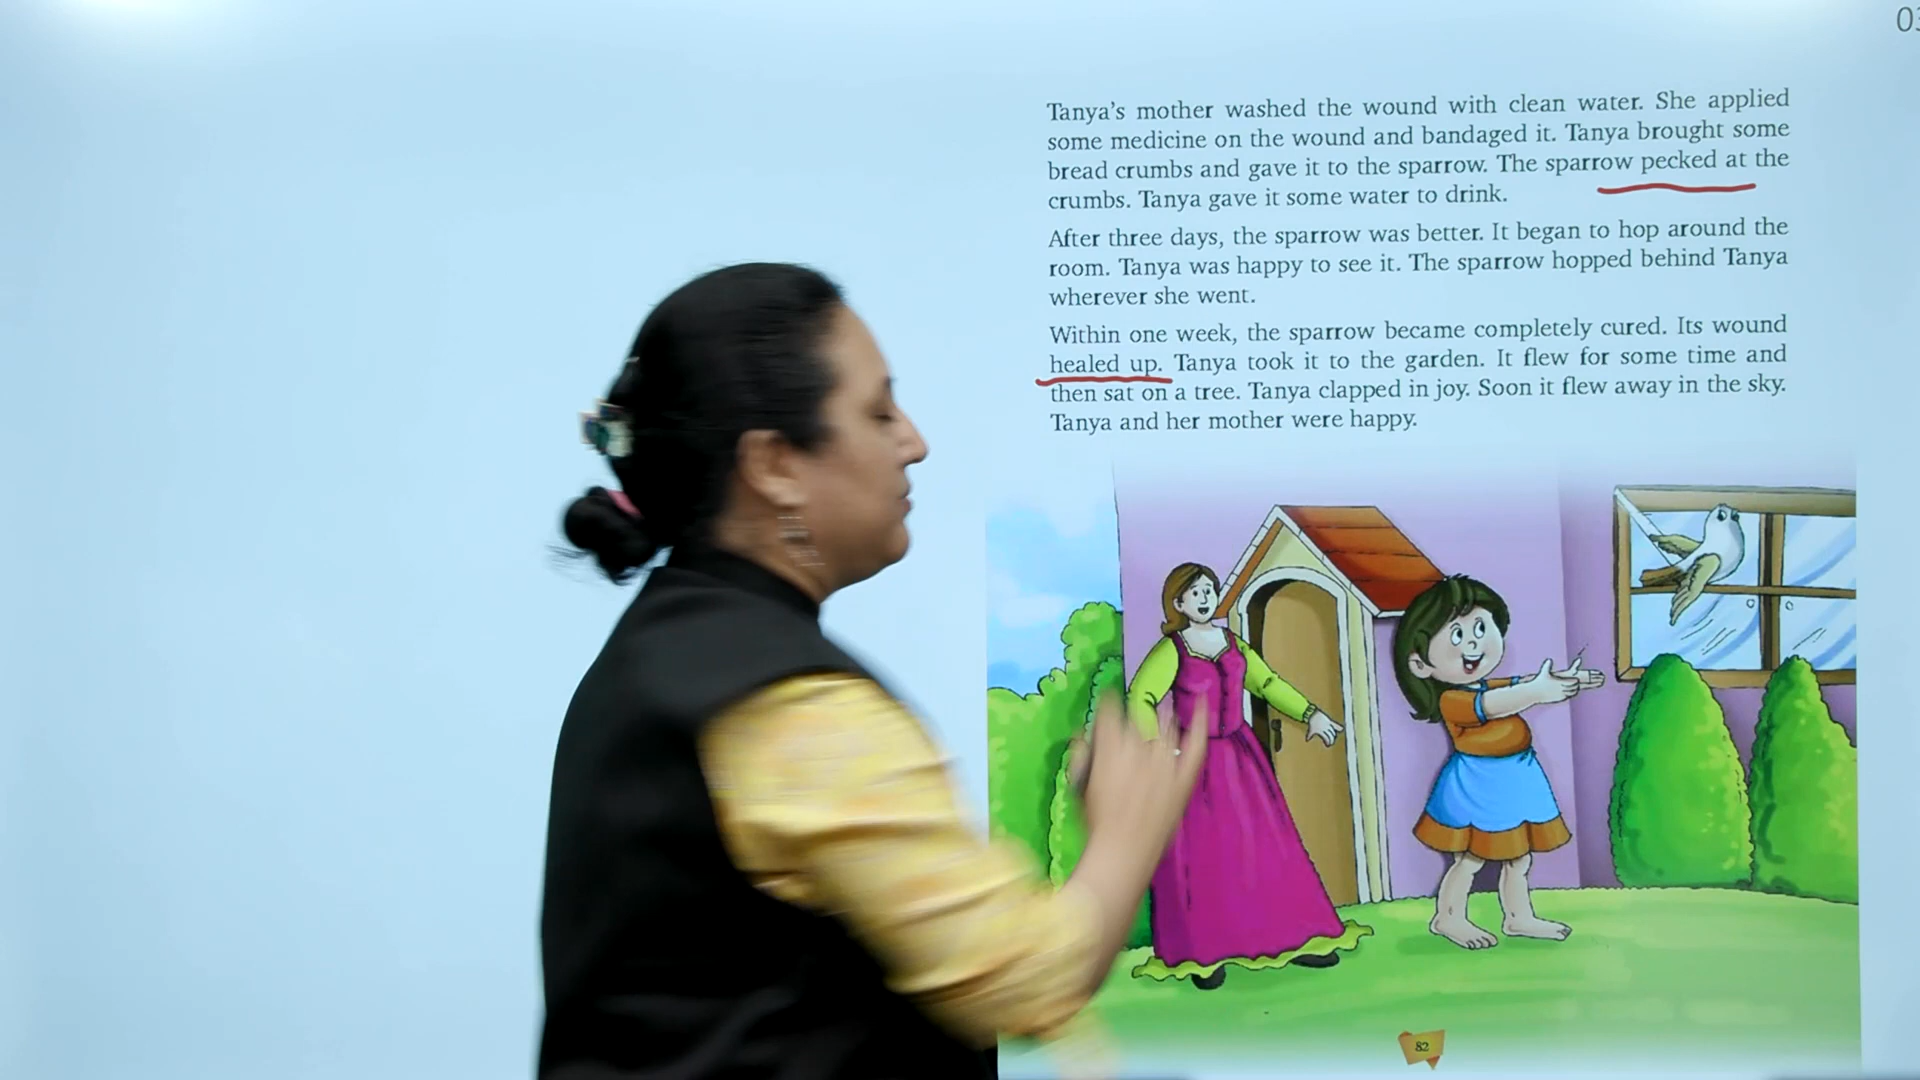 03
Tanya's mother washed the wound with clean water. She applied
some medicine on the wound and bandaged it. Tanya brought some
bread crumbs and gave it to the sparrow. The sparrow pecked at the
crumbs. Tanya gave it some water to drink.
After three days, the sparrow was better. It began to hop around the
room. Tanya was happy to see it. The sparrow hopped behind Tanya
wherever she went.
Within one week, the sparrow became completely cured. Its wound
healed up. Tanya took it to the garden. It flew for some time and
then sat on a tree. Tanya clapped in joy. Soon it flew away in the sky.
Tanya and her mother were happy.
82